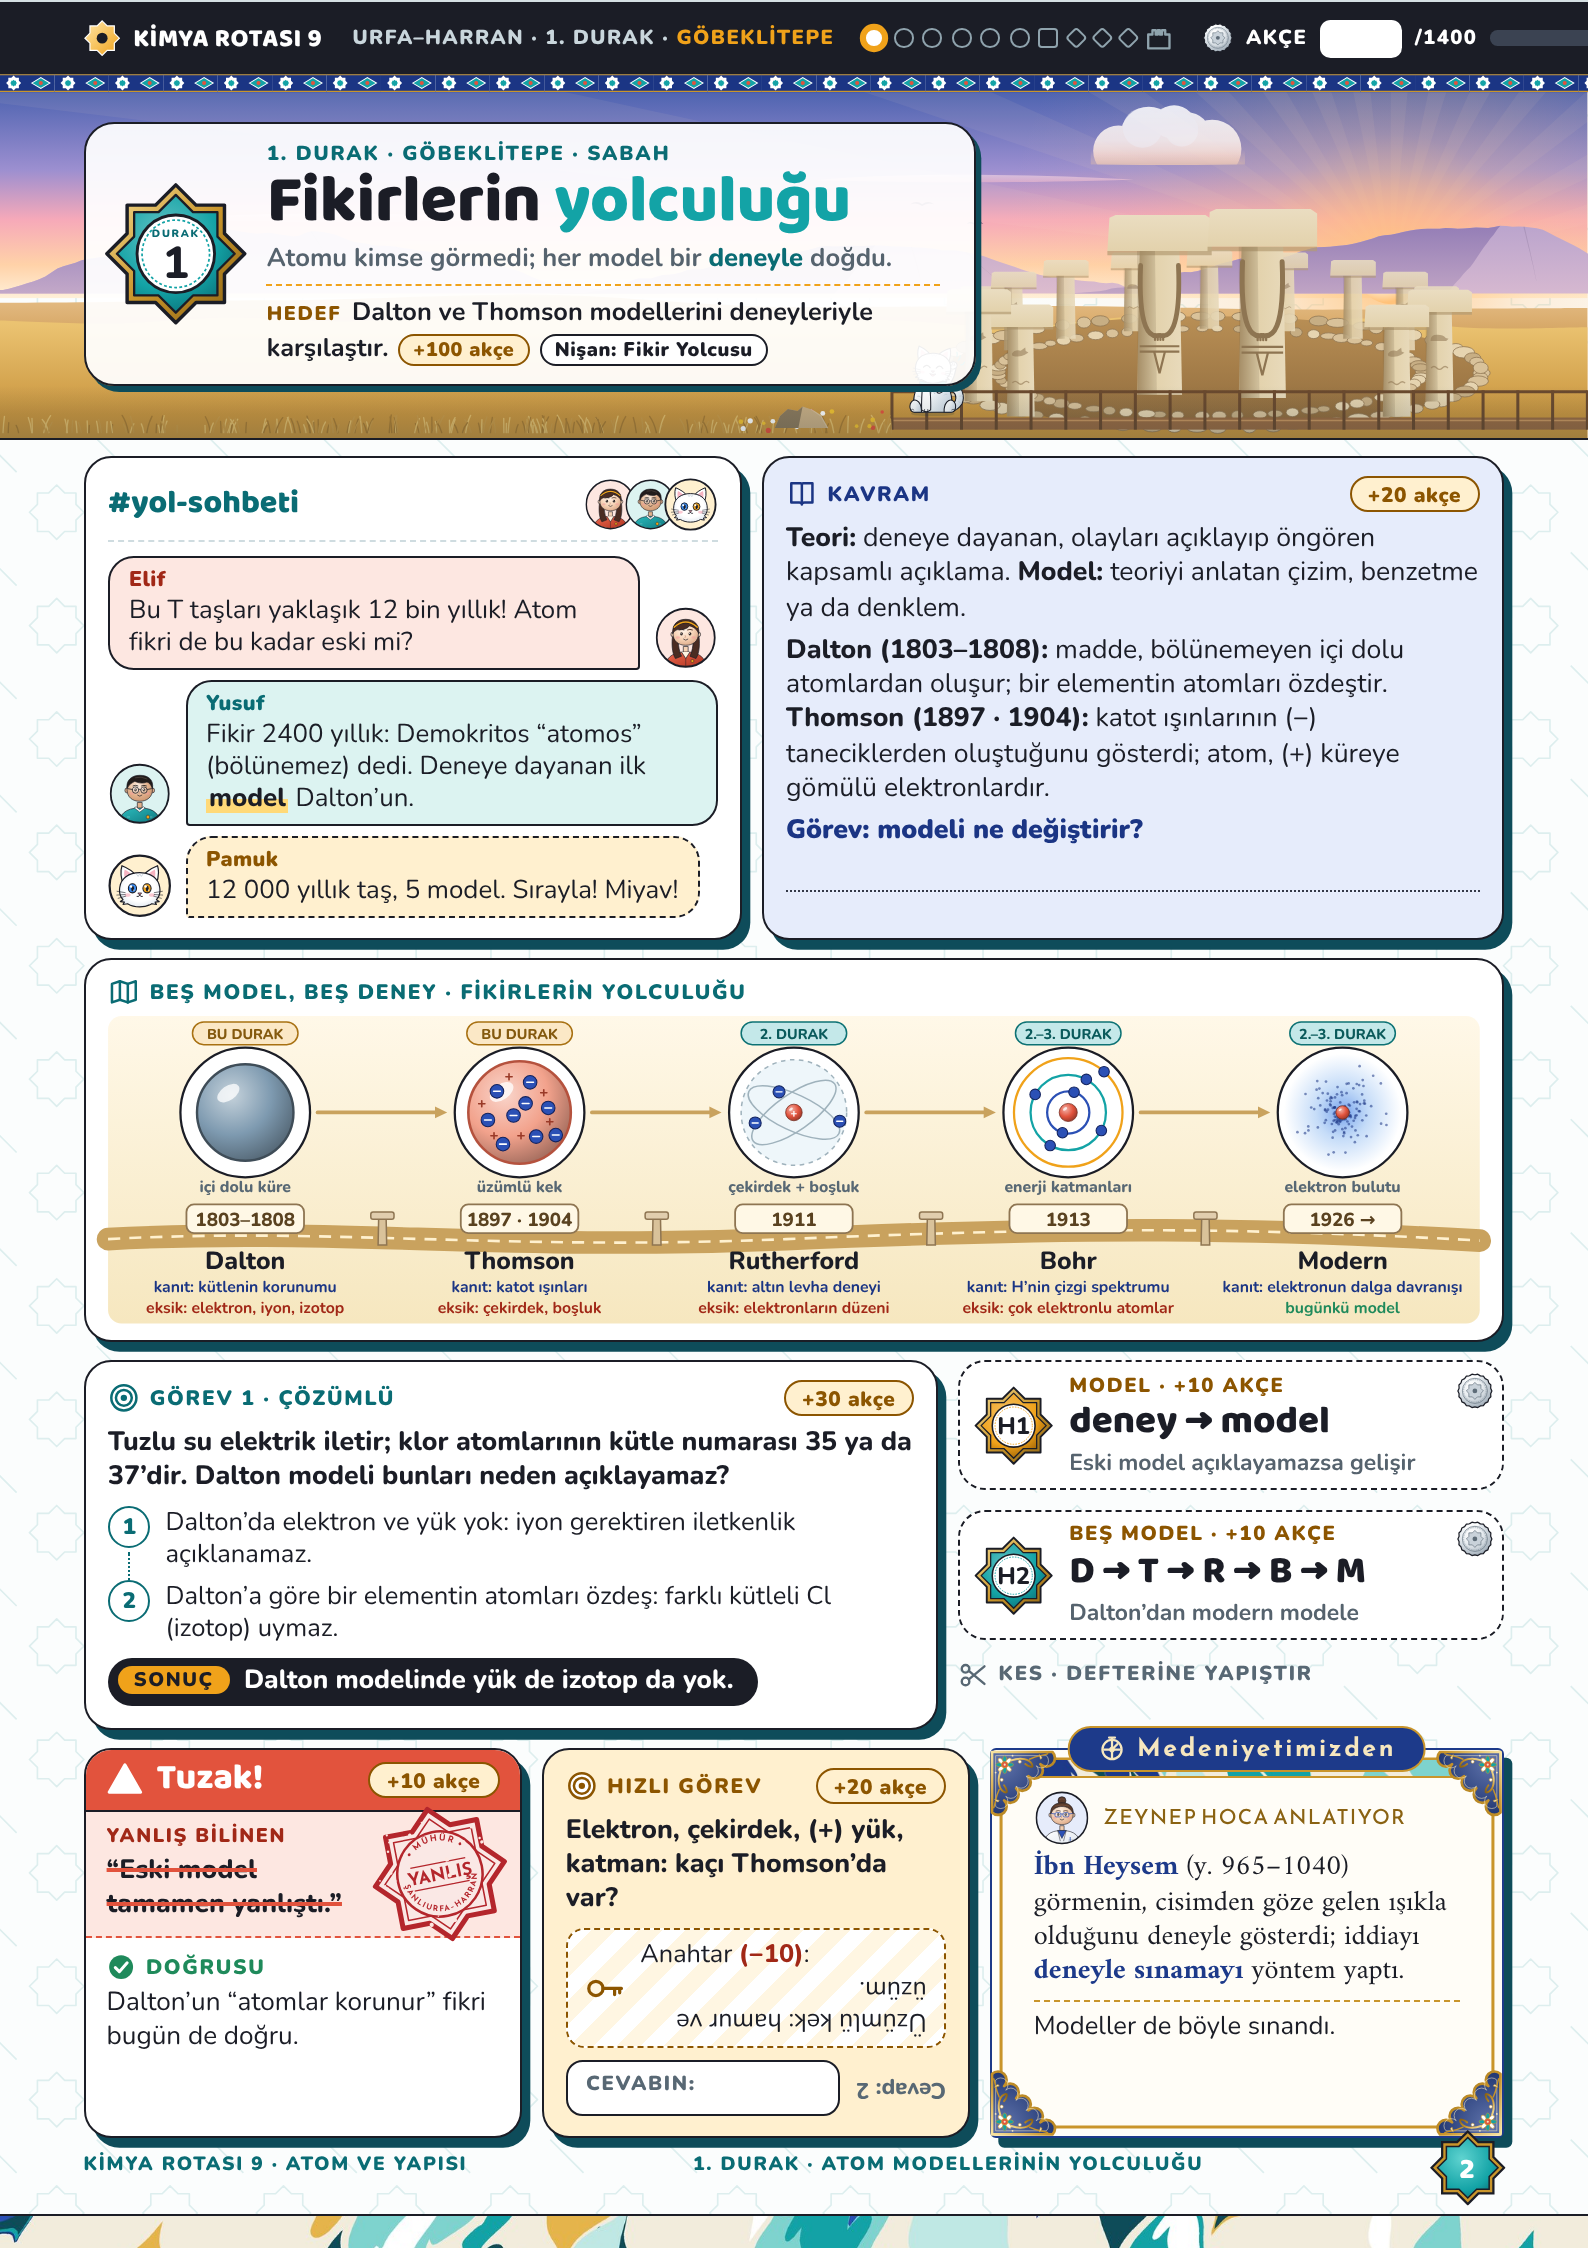 KİMYA ROTASI 9
URFA–HARRAN · 1. DURAK · GÖBEKLİTEPE
AKÇE /1400
1. DURAK · GÖBEKLİTEPE · SABAH
DURAK
1
Fikirlerin yolculuğu
Atomu kimse görmedi; her model bir deneyle doğdu.
HEDEF Dalton ve Thomson modellerini deneyleriyle
karşılaştır. +100 akçe Nişan: Fikir Yolcusu
#yol-sohbeti
Elif
Bu T taşları yaklaşık 12 bin yıllık! Atom
fikri de bu kadar eski mi?
Yusuf
Fikir 2400 yıllık: Demokritos “atomos”
(bölünemez) dedi. Deneye dayanan ilk
model Dalton’un.
Pamuk
12 000 yıllık taş, 5 model. Sırayla! Miyav!
KAVRAM
+20 akçe
Teori: deneye dayanan, olayları açıklayıp öngören
kapsamlı açıklama. Model: teoriyi anlatan çizim, benzetme
ya da denklem.
Dalton (1803–1808): madde, bölünemeyen içi dolu
atomlardan oluşur; bir elementin atomları özdeştir.
Thomson (1897 · 1904): katot ışınlarının (–)
taneciklerden oluştuğunu gösterdi; atom, (+) küreye
gömülü elektronlardır.
Görev: modeli ne değiştirir?
BEŞ MODEL, BEŞ DENEY · FİKİRLERİN YOLCULUĞU
BU DURAK
BU DURAK
2. DURAK
2.–3. DURAK
2.–3. DURAK
içi dolu küre
üzümlü kek
çekirdek + boşluk
enerji katmanları
elektron bulutu
1803–1808
1897 · 1904
1911
1913
1926 →
Dalton
Thomson
Rutherford
Bohr
Modern
kanıt: kütlenin korunumu
kanıt: katot ışınları
kanıt: altın levha deneyi
kanıt: H’nin çizgi spektrumu
kanıt: elektronun dalga davranışı
eksik: elektron, iyon, izotop
eksik: çekirdek, boşluk
eksik: elektronların düzeni
eksik: çok elektronlu atomlar
bugünkü model
GÖREV 1 · ÇÖZÜMLÜ
+30 akçe
Tuzlu su elektrik iletir; klor atomlarının kütle numarası 35 ya da
37’dir. Dalton modeli bunları neden açıklayamaz?
1 Dalton’da elektron ve yük yok: iyon gerektiren iletkenlik
açıklanamaz.
2 Dalton’a göre bir elementin atomları özdeş: farklı kütleli Cl
(izotop) uymaz.
SONUÇ Dalton modelinde yük de izotop da yok.
H1
MODEL · +10 AKÇE
deney → model
Eski model açıklayamazsa gelişir
H2
BEŞ MODEL · +10 AKÇE
D → T → R → B → M
Dalton’dan modern modele
KES · DEFTERİNE YAPIŞTIR
Tuzak!
+10 akçe
YANLIŞ BİLİNEN
“Eski model
tamamen yanlıştı.”
MÜHÜR
YANLIŞ
ŞANLIURFA–HARRAN
DOĞRUSU
Dalton’un “atomlar korunur” fikri
bugün de doğru.
HIZLI GÖREV
+20 akçe
Elektron, çekirdek, (+) yük,
katman: kaçı Thomson’da
var?
Anahtar (–10):
Üzümlü kek: hamur ve
üzüm.
CEVABIN:
Cevap: 2
Medeniyetimizden
ZEYNEP HOCA ANLATIYOR
İbn Heysem (y. 965–1040)
görmenin, cisimden göze gelen ışıkla
olduğunu deneyle gösterdi; iddiayı
deneyle sınamayı yöntem yaptı.
Modeller de böyle sınandı.
KİMYA ROTASI 9 · ATOM VE YAPISI
1. DURAK · ATOM MODELLERİNİN YOLCULUĞU
2